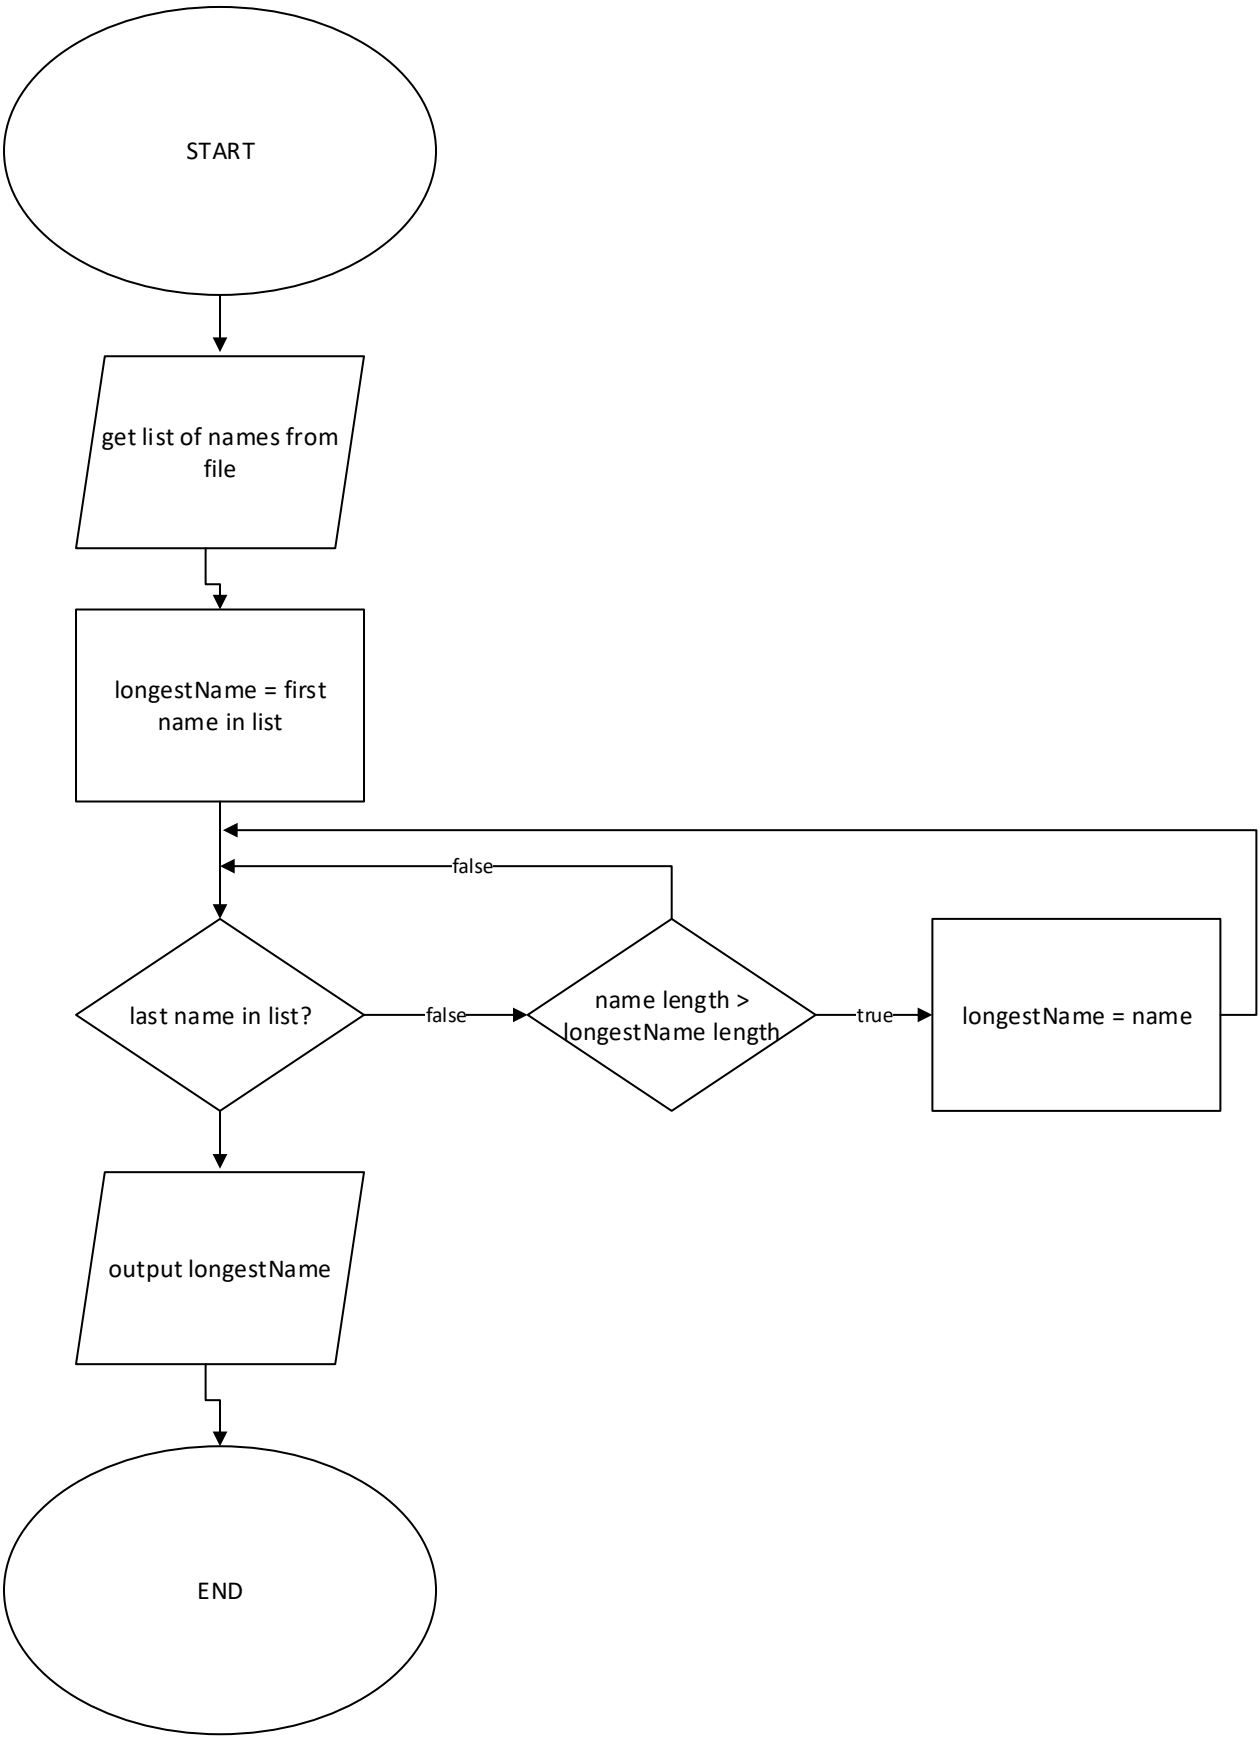 START
get list of names from
file
longestName = first
name in list
false
last name in list?
false
name length >
longestName length
true
longestName = name
output longestName
END